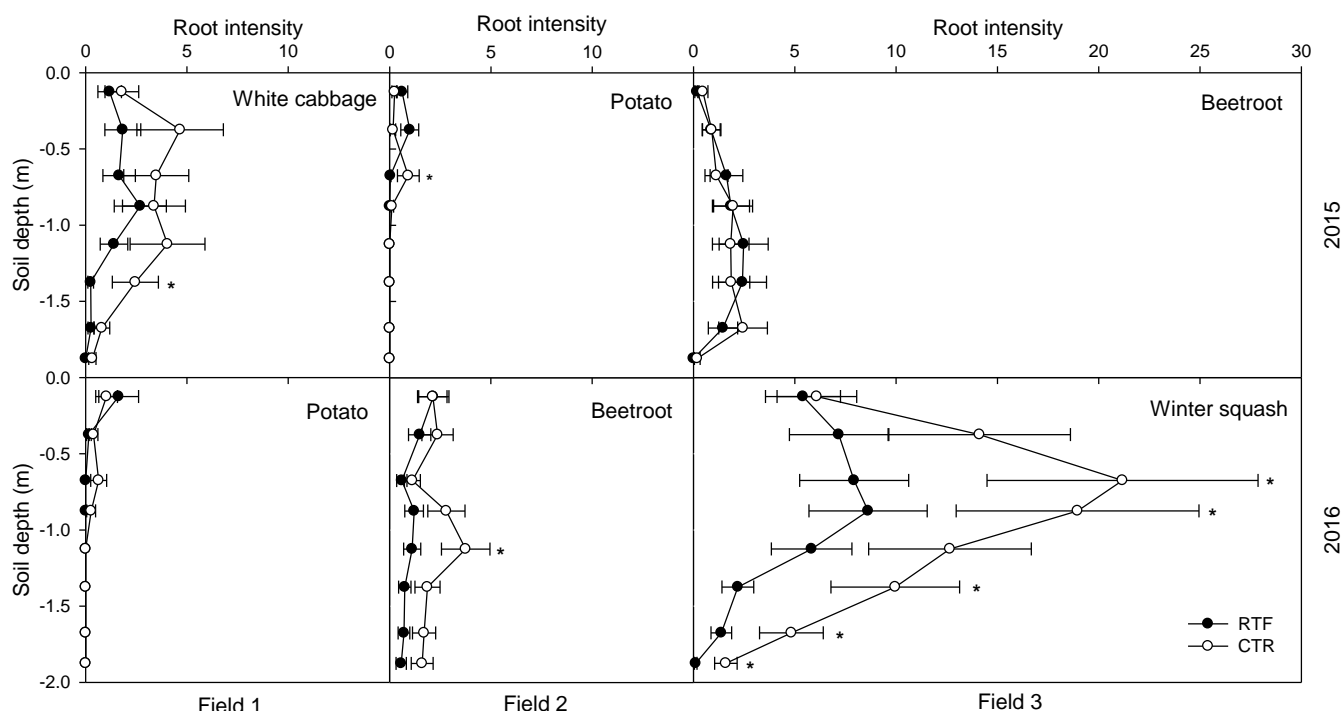 Root intensity Root intensity Root intensity
0 5 10 0 5 10 0 5 10 15 20 25 30
0.0
White cabbage Potato Beetroot
-0.5
*
Soil depth (m)
-1.0
2015
*
-1.5
0.0
Potato Beetroot Winter squash
-0.5
*
*
Soil depth (m)
-1.0
2016
*
*
-1.5
RTF
*
CTR
*
-2.0
Field 1 Field 2 Field 3